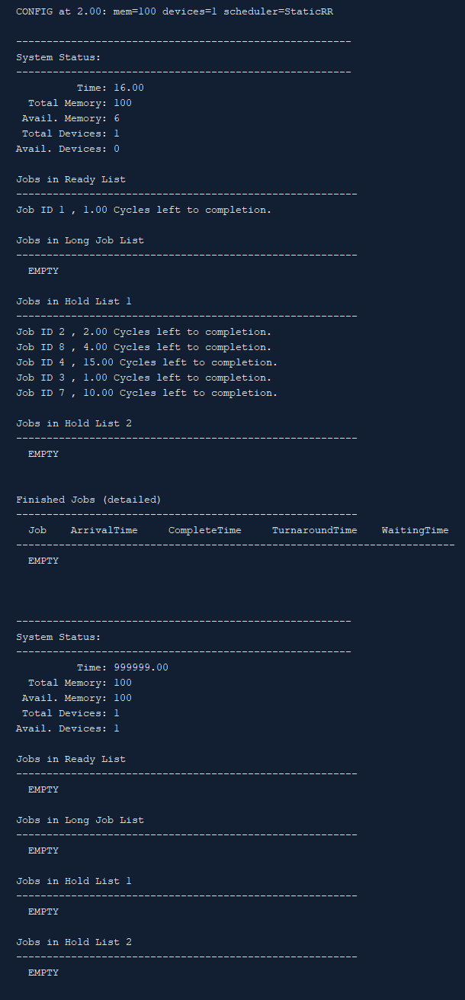 CONFIG at 2.00: mem=100 devices=1 scheduler=StaticRR
-------------------------------------------------------
System Status:
-------------------------------------------------------
          Time: 16.00
  Total Memory: 100
 Avail. Memory: 6
 Total Devices: 1
Avail. Devices: 0
Jobs in Ready List
--------------------------------------------------------
Job ID 1 , 1.00 Cycles left to completion.
Jobs in Long Job List
--------------------------------------------------------
  EMPTY
Jobs in Hold List 1
--------------------------------------------------------
Job ID 2 , 2.00 Cycles left to completion.
Job ID 8 , 4.00 Cycles left to completion.
Job ID 4 , 15.00 Cycles left to completion.
Job ID 3 , 1.00 Cycles left to completion.
Job ID 7 , 10.00 Cycles left to completion.
Jobs in Hold List 2
--------------------------------------------------------
  EMPTY
Finished Jobs (detailed)
--------------------------------------------------------
  Job    ArrivalTime     CompleteTime     TurnaroundTime    WaitingTime
------------------------------------------------------------------------
  EMPTY
-------------------------------------------------------
System Status:
-------------------------------------------------------
          Time: 999999.00
  Total Memory: 100
 Avail. Memory: 100
 Total Devices: 1
Avail. Devices: 1
Jobs in Ready List
--------------------------------------------------------
  EMPTY
Jobs in Long Job List
--------------------------------------------------------
  EMPTY
Jobs in Hold List 1
--------------------------------------------------------
  EMPTY
Jobs in Hold List 2
--------------------------------------------------------
  EMPTY